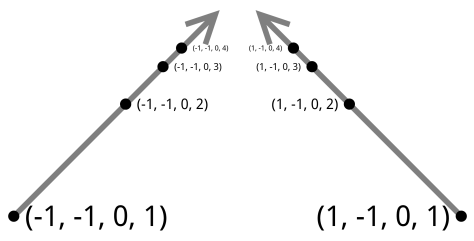 (-1, -1, 0, 4) (1, -1, 0, 4)
(-1, -1, 0, 3) (1, -1, 0, 3)
(-1, -1, 0, 2) (1, -1, 0, 2)
(-1, -1, 0, 1) (1, -1, 0, 1)